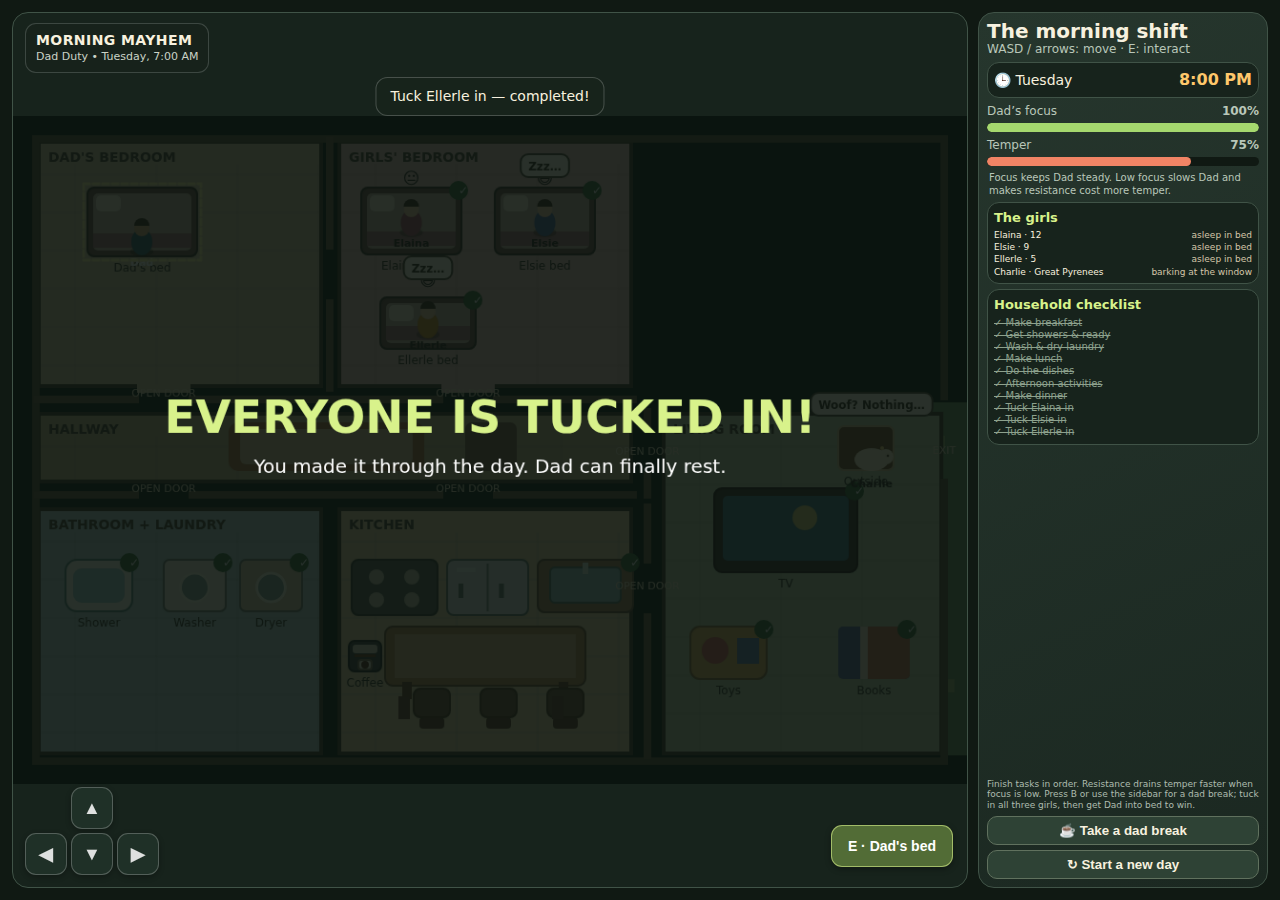 MORNING MAYHEM
Dad Duty • Tuesday, 7:00 AM
Tuck Ellerle in — completed!
DAD'S BEDROOM
Dad's bed
GIRLS' BEDROOM
Zzz...
Elaina
Elsie
Elsie bed
Zzz...
Ellerle
Ellerle bed
OPEN DOOR
OPEN DOOR
EVERYONE IS TUCKED IN!
You made it through the day. Dad can finally rest.
Woof? Nothing...
HALLWAY
EXIT
Outside
Charlie
OPEN DOOR
OPEN DOOR
BATHROOM + LAUNDRY
Shower
Washer
Dryer
KITCHEN
Coffee
TV
Toys
Books
▲
◀
▼
▶
E · Dad's bed
The morning shift
WASD / arrows: move · E: interact
🕒 Tuesday
8:00 PM
Dad's focus
100%
Temper
75%
Focus keeps Dad steady. Low focus slows Dad and
makes resistance cost more temper.
The girls
Elaina · 12
asleep in bed
Elsie · 9
asleep in bed
Ellerle · 5
asleep in bed
Charlie · Great Pyrenees
barking at the window
Household checklist
✓ Make breakfast
✓ Get showers & ready
✓ Wash & dry laundry
✓ Make lunch
✓ Do the dishes
✓ Afternoon activities
✓ Make dinner
✓ Tuck Elaina in
✓ Tuck Elsie in
✓ Tuck Ellerle in
Finish tasks in order. Resistance drains temper faster when
focus is low. Press B or use the sidebar for a dad break; tuck
in all three girls, then get Dad into bed to win.
☕ Take a dad break
↻ Start a new day